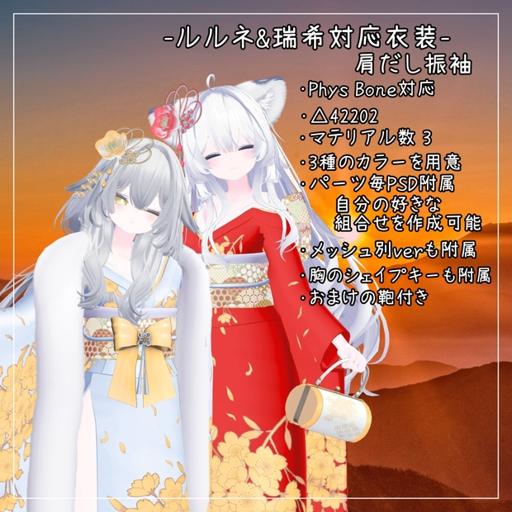 -ルルネ&瑞希対応衣装-
肩だし振袖
・Phys Bone対応
・△42202
・マテリアル数 3
・3種のカラーを用意
・パーツ毎PSD附属
自分の好きな
組合せを作成可能
・メッシュ別verも附属
・胸のシェイプキーも附属
・おまけの鞄付き